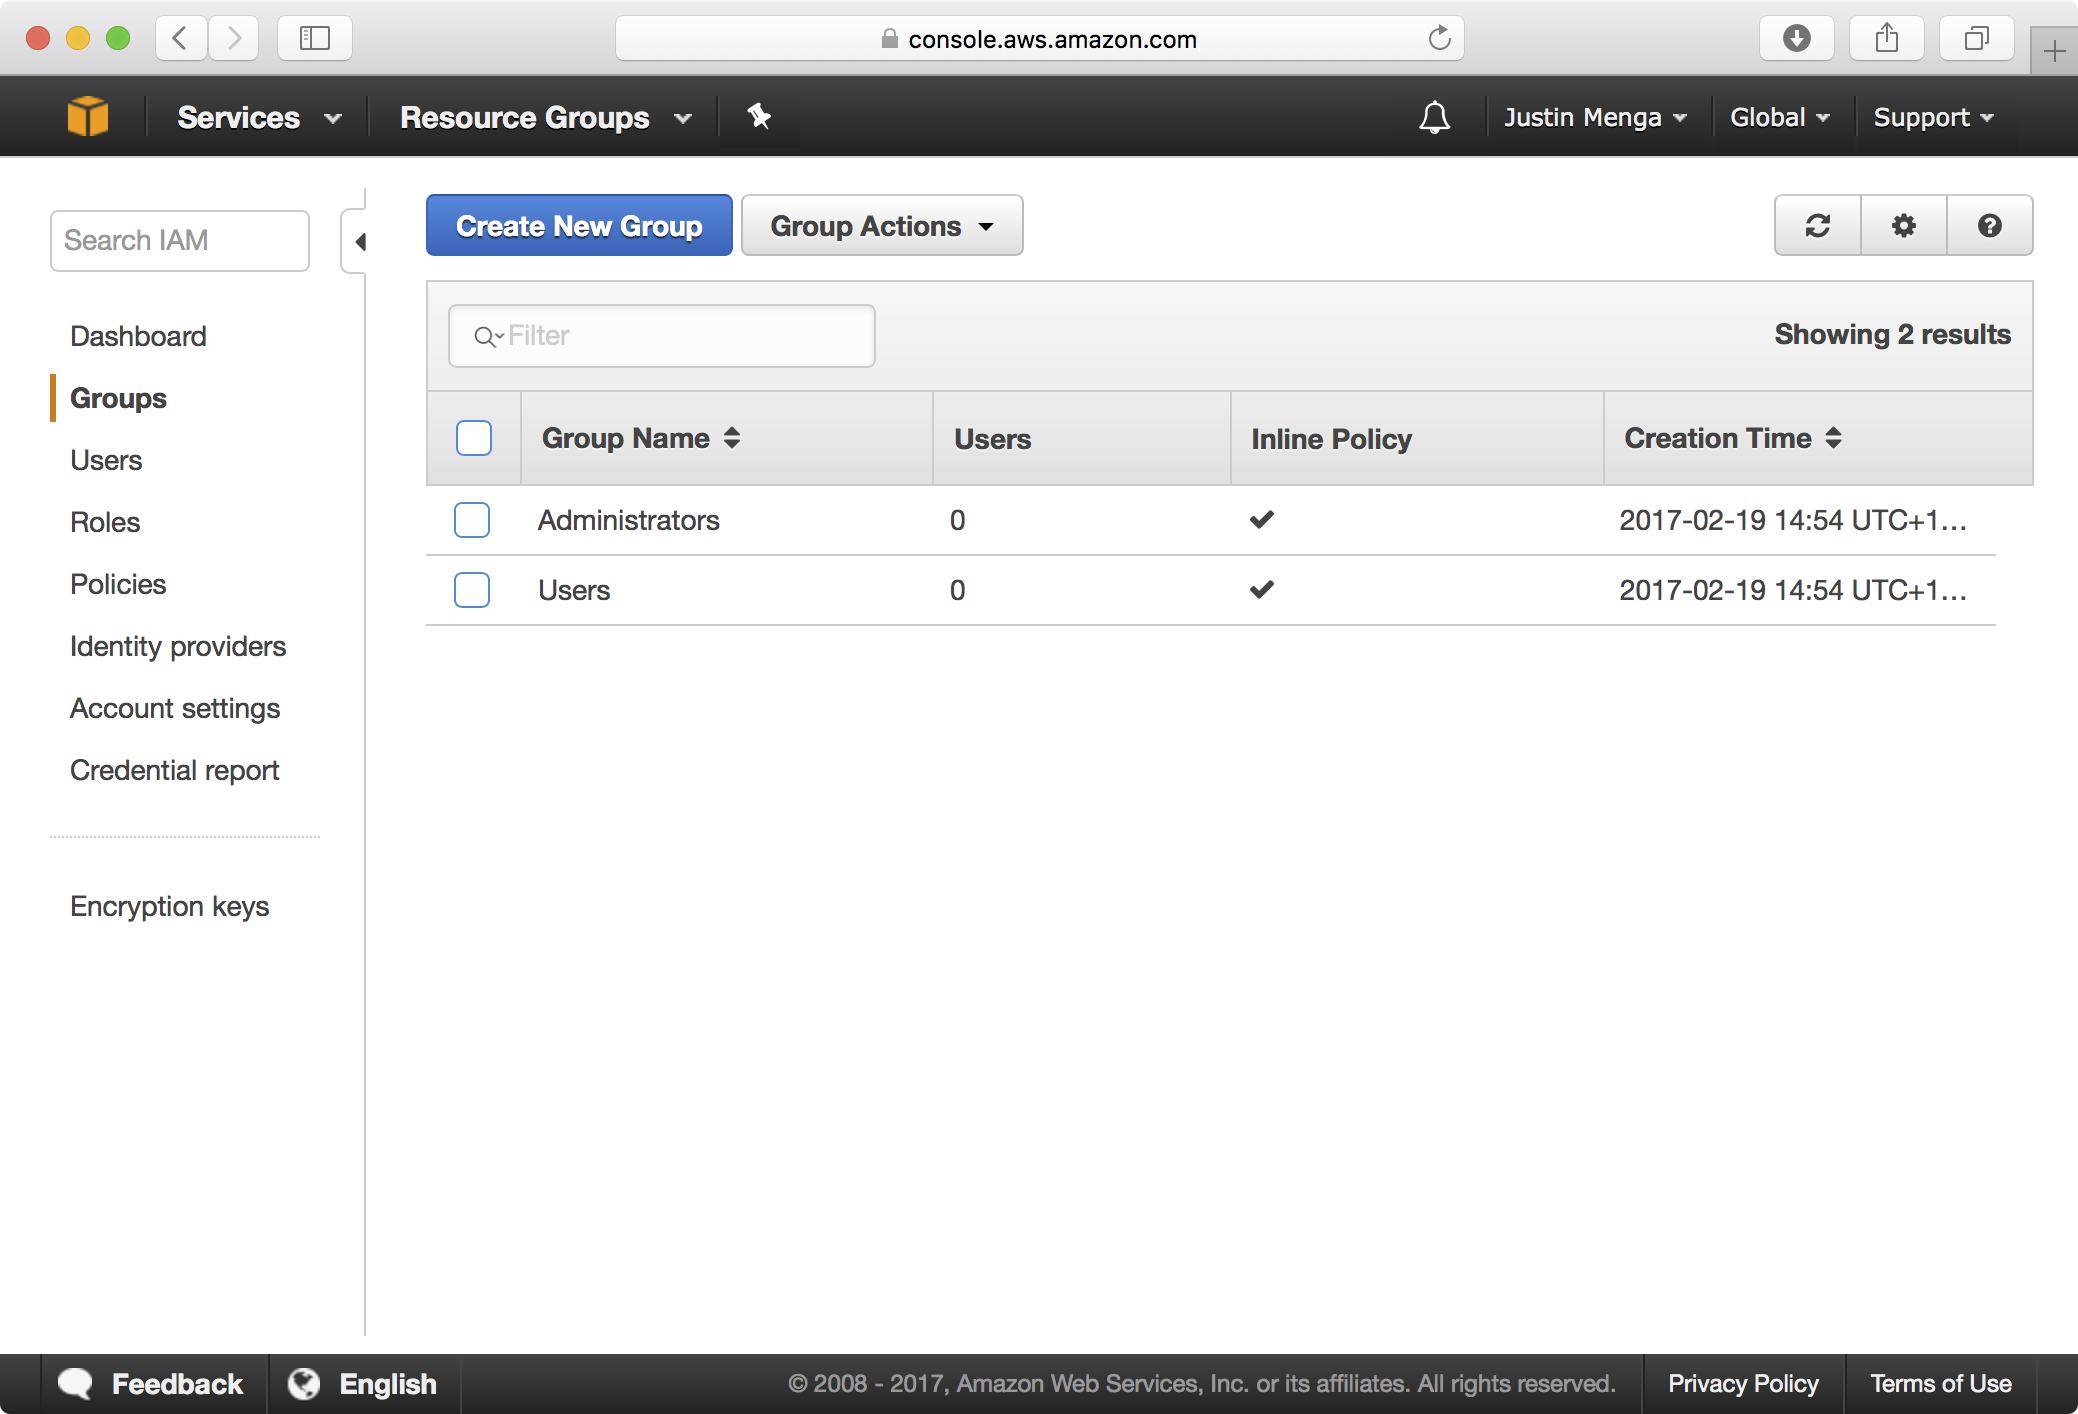 console.aws.amazon.com
Services Resource Groups Justin Menga Global Support
Search IAM
Create New Group Group Actions
Dashboard
Filter Showing 2 results
Groups
Group Name Users Inline Policy Creation Time
Users
Administrators 0 2017-02-19 14:54 UTC+1…
Roles
Users 0 2017-02-19 14:54 UTC+1…
Policies
Identity providers
Account settings
Credential report
Encryption keys
Feedback English © 2008 - 2017, Amazon Web Services, Inc. or its affiliates. All rights reserved. Privacy Policy Terms of Use